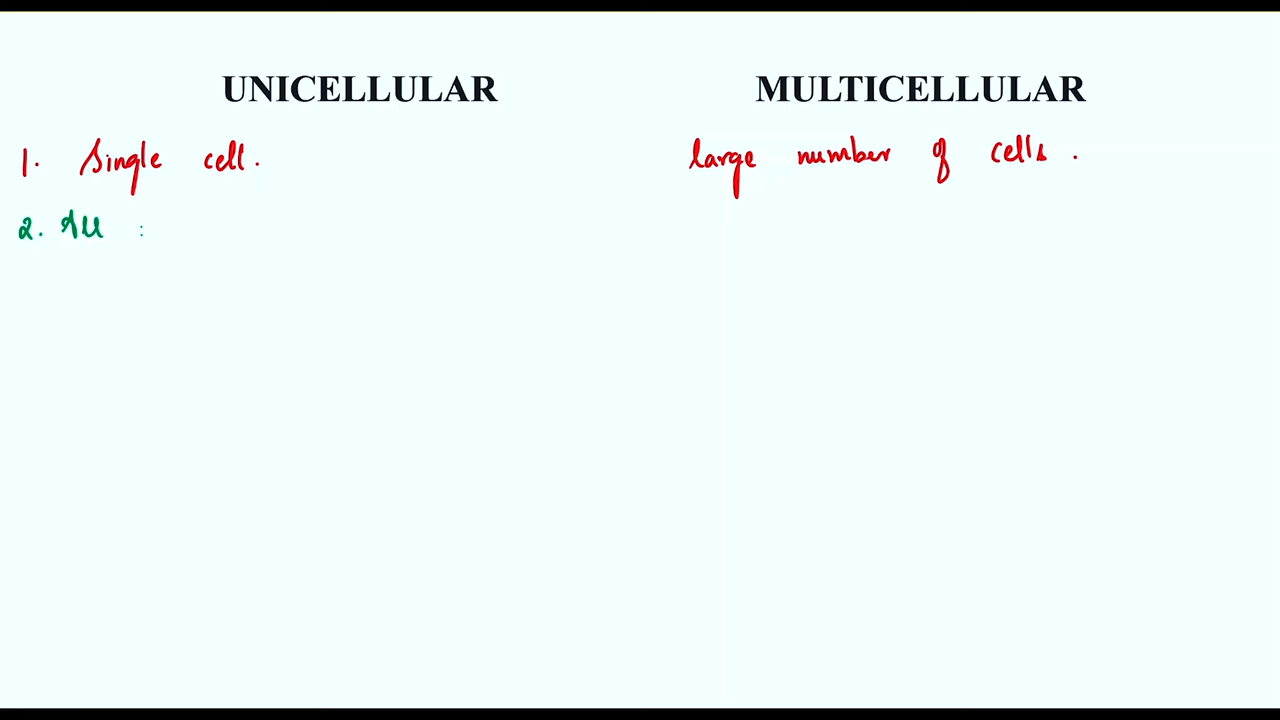 UNICELLULAR MULTICELLULAR
1. Single cell. large number of cells.
2. All